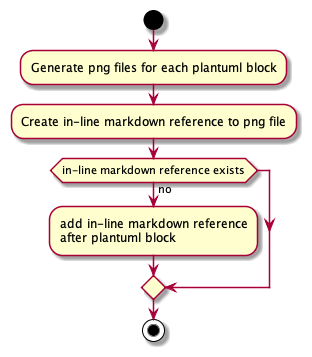 Generate png files for each plantuml block
Create in-line markdown reference to png file
in-line markdown reference exists
no
add in-line markdown reference
after plantuml block